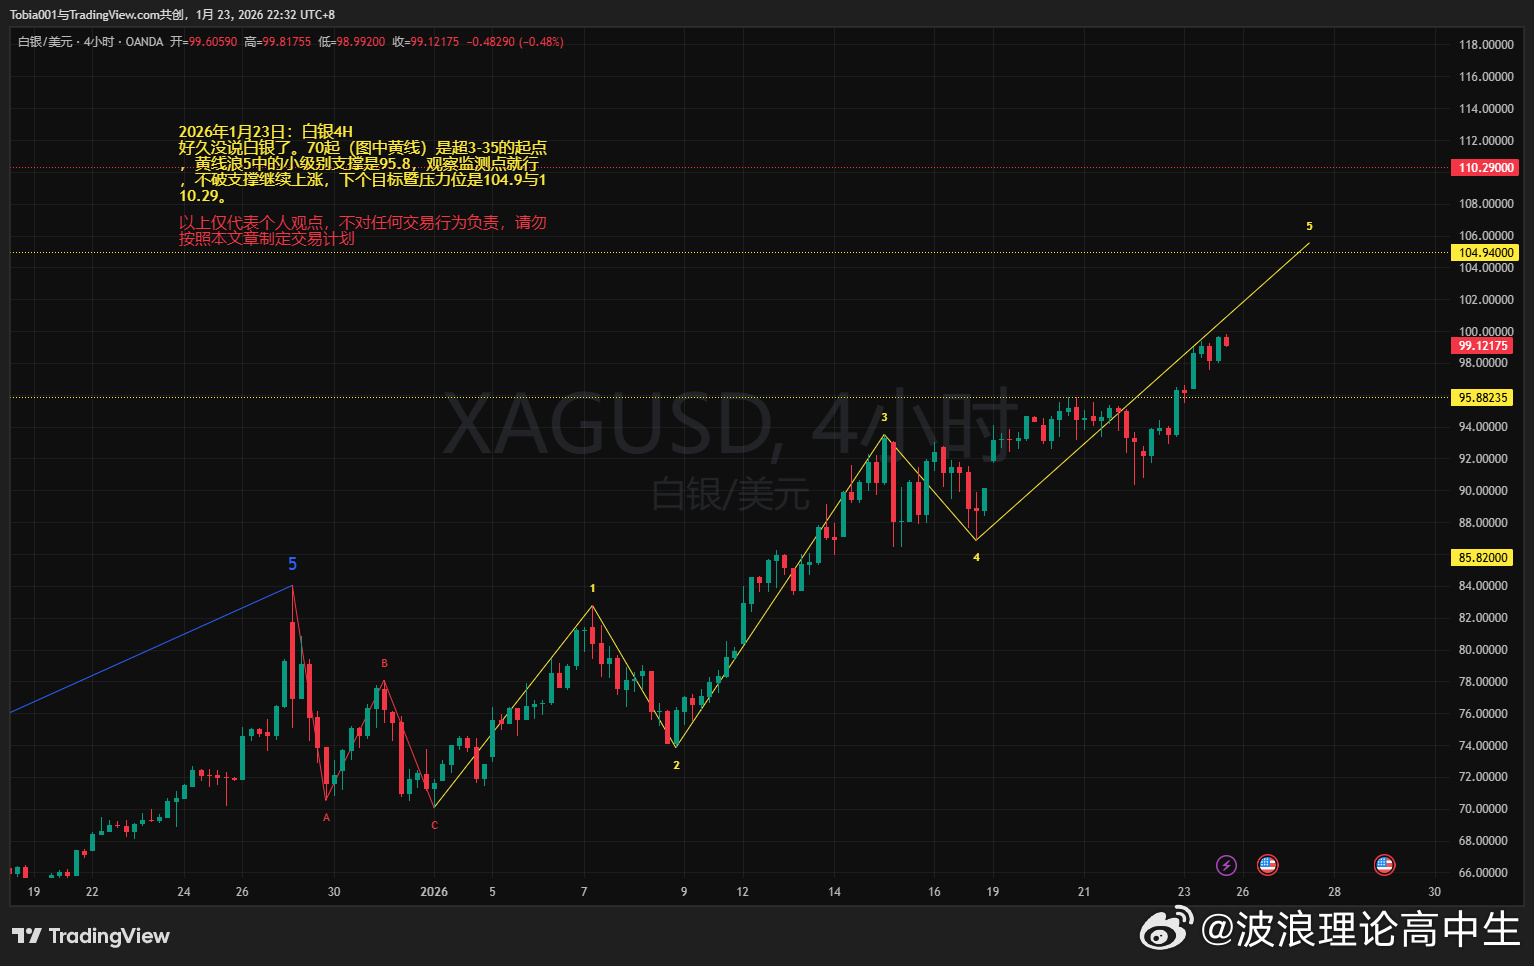 Tobia001与TradingView.com共创，1月 23, 2026 22:32 UTC+8
白银/美元 · 4小时 · OANDA 开=99.60590 高=99.81755 低=98.99200 收=99.12175 −0.48290 (−0.48%)
2026年1月23日：白银4H
好久没说白银了。70起（图中黄线）是超3-35的起点
，黄线浪5中的小级别支撑是95.8，观察监测点就行
，不破支撑继续上涨，下个目标暨压力位是104.9与1
10.29。
以上仅代表个人观点，不对任何交易行为负责，请勿
按照本文章制定交易计划
XAGUSD, 4小时
白银/美元
5
A
B
C
1
2
3
4
5
118.00000
116.00000
114.00000
112.00000
110.29000
108.00000
106.00000
104.94000
104.00000
102.00000
100.00000
99.12175
98.00000
95.88235
94.00000
92.00000
90.00000
88.00000
85.82000
84.00000
82.00000
80.00000
78.00000
76.00000
74.00000
72.00000
70.00000
68.00000
66.00000
19 22 24 26 30 2026 5 7 9 12 14 16 19 21 23 26 28 30
TradingView
@波浪理论高中生